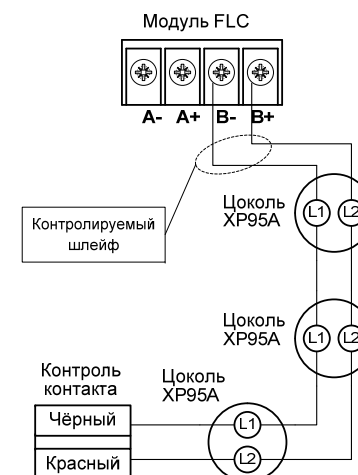 Модуль FLC
A- A+ B- B+
Цоколь
XP95A
L1 L2
Контролируемый
шлейф
Цоколь
XP95A
L1 L2
Контроль
контакта
Цоколь
XP95A
Чёрный
L1
Красный
L2